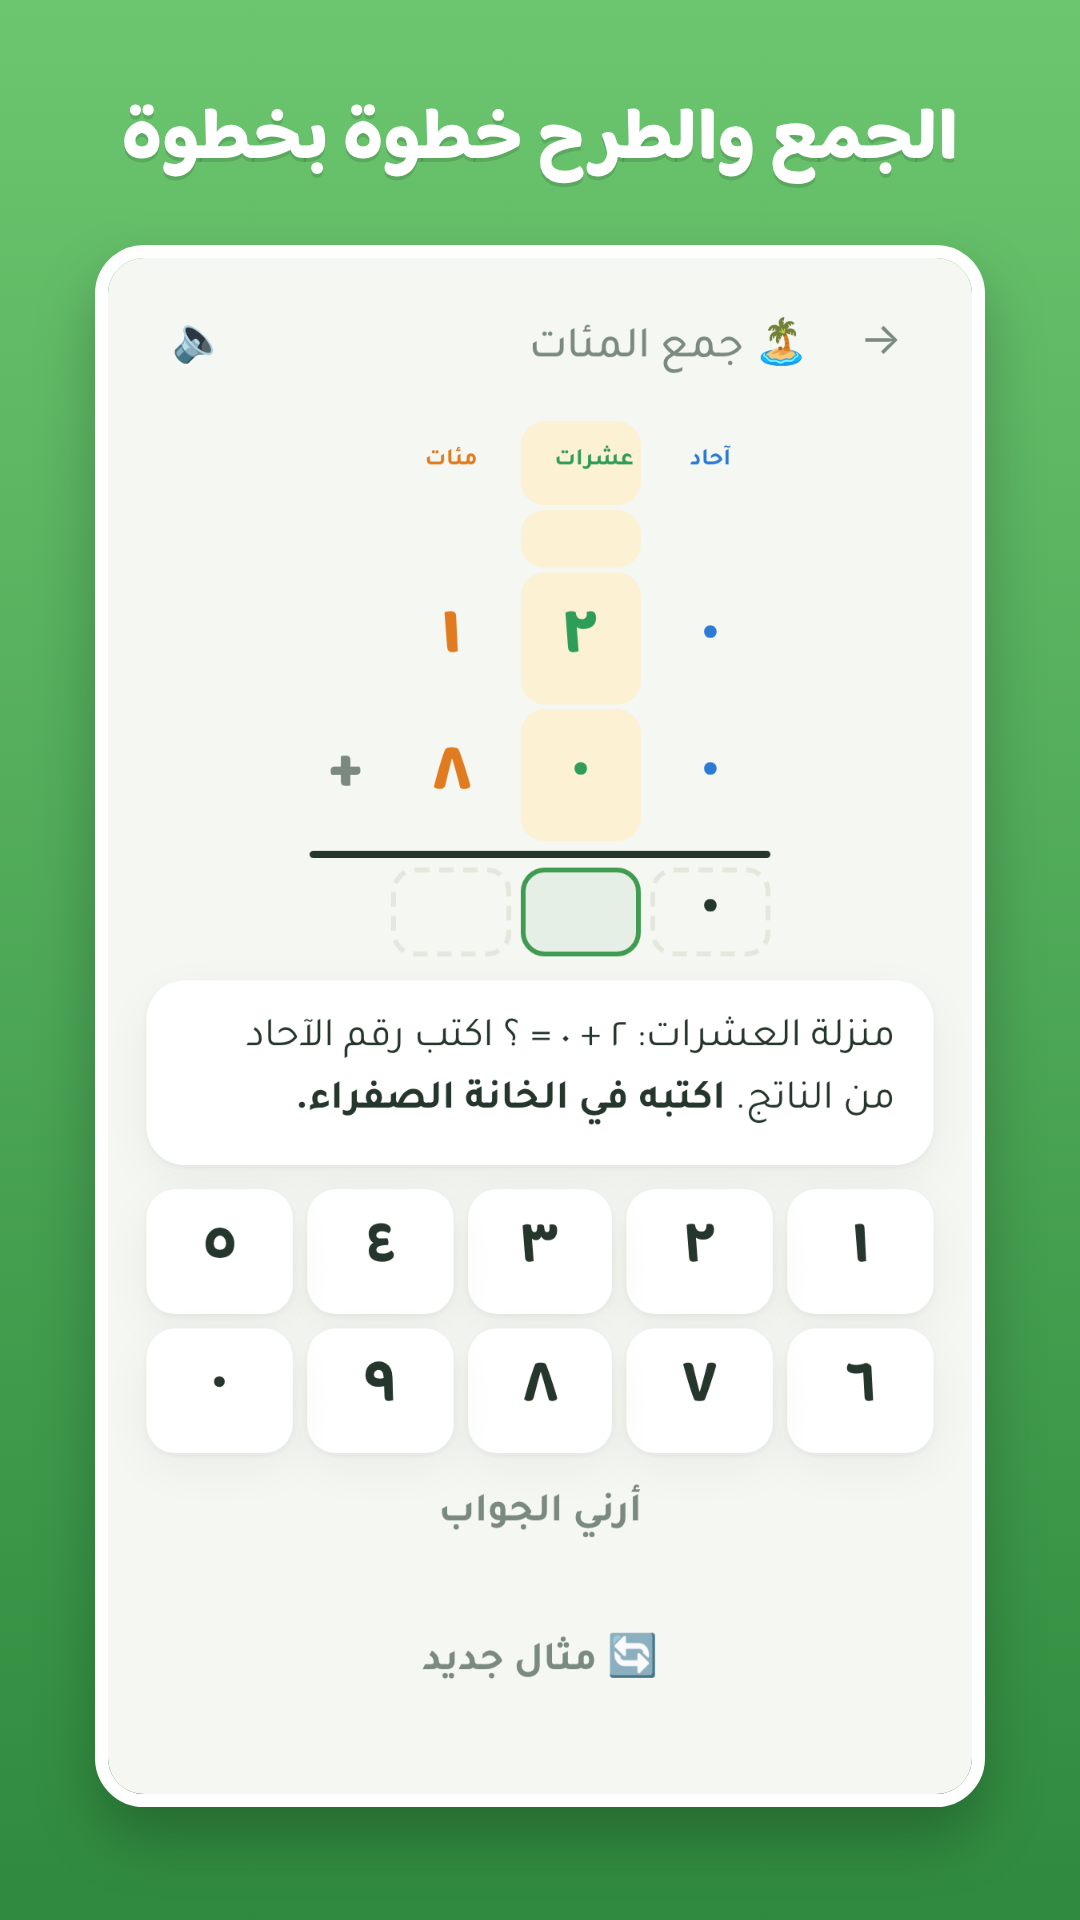 الجمع والطرح خطوة بخطوة
→ 🏝️ جمع المئات 🔈
آحاد عشرات مئات
١ ٢ ٠
+ ٨ ٠ ٠
٠
منزلة العشرات: ٢ + ٠ = ؟ اكتب رقم الآحاد
من الناتج. اكتبه في الخانة الصفراء.
١ ٢ ٣ ٤ ٥
٦ ٧ ٨ ٩ ٠
أرني الجواب
🔄 مثال جديد